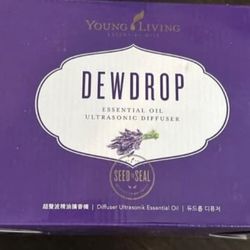 YOUNG LIVING
ESSENTIAL OILS
DEWDROP
ESSENTIAL OIL
ULTRASONIC DIFFUSER
SEED TO SEAL
超聲波精油擴香機 | Diffuser Ultrasonik Essential Oil | 듀드롭 디퓨저